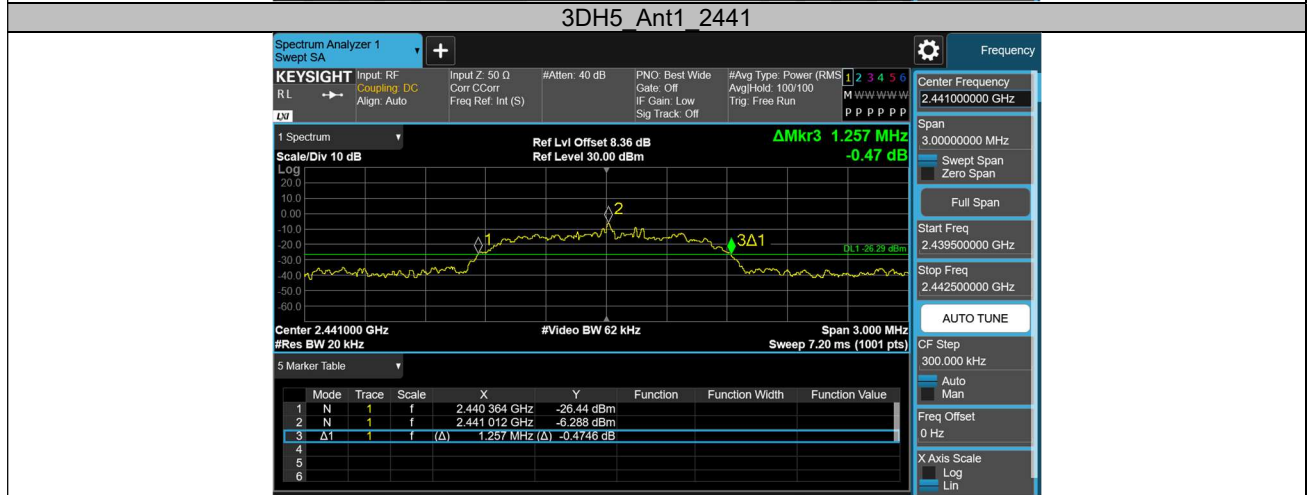 3DH5_Ant1_2441
Spectrum Analyzer 1
Swept SA
+
Frequency
KEYSIGHT Input: RF Input Z: 50 Ω #Atten: 40 dB PNO: Best Wide #Avg Type: Power (RMS 1 2 3 4 5 6
RL Coupling: DC Corr CCorr Gate: Off Avg|Hold: 100/100 M W W W W W
Align: Auto Freq Ref: Int (S) IF Gain: Low Trig: Free Run
LXI Sig Track: Off P P P P P P
Center Frequency
2.441000000 GHz
Span
3.00000000 MHz
Swept Span
Zero Span
Full Span
Start Freq
2.439500000 GHz
Stop Freq
2.442500000 GHz
AUTO TUNE
CF Step
300.000 kHz
Auto
Man
Freq Offset
0 Hz
X Axis Scale
Log
Lin
1 Spectrum Ref Lvl Offset 8.36 dB ΔMkr3 1.257 MHz
Scale/Div 10 dB Ref Level 30.00 dBm -0.47 dB
Log
20.0
10.0
0.00
-10.0
-20.0
-30.0
-40.0
-50.0
-60.0
2
1
3Δ1
DL1 -26.29 dBm
Center 2.441000 GHz #Video BW 62 kHz Span 3.000 MHz
#Res BW 20 kHz Sweep 7.20 ms (1001 pts)
5 Marker Table
Mode Trace Scale X Y Function Function Width Function Value
1 N 1 f 2.440 364 GHz -26.44 dBm
2 N 1 f 2.441 012 GHz -6.288 dBm
3 Δ1 1 f (Δ) 1.257 MHz (Δ) -0.4746 dB
4
5
6